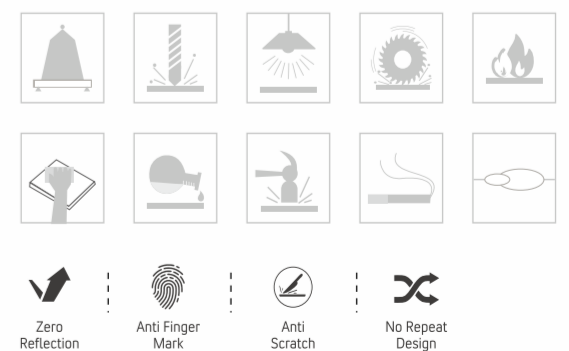 Zero
Reflection
Anti Finger
Mark
Anti
Scratch
No Repeat
Design